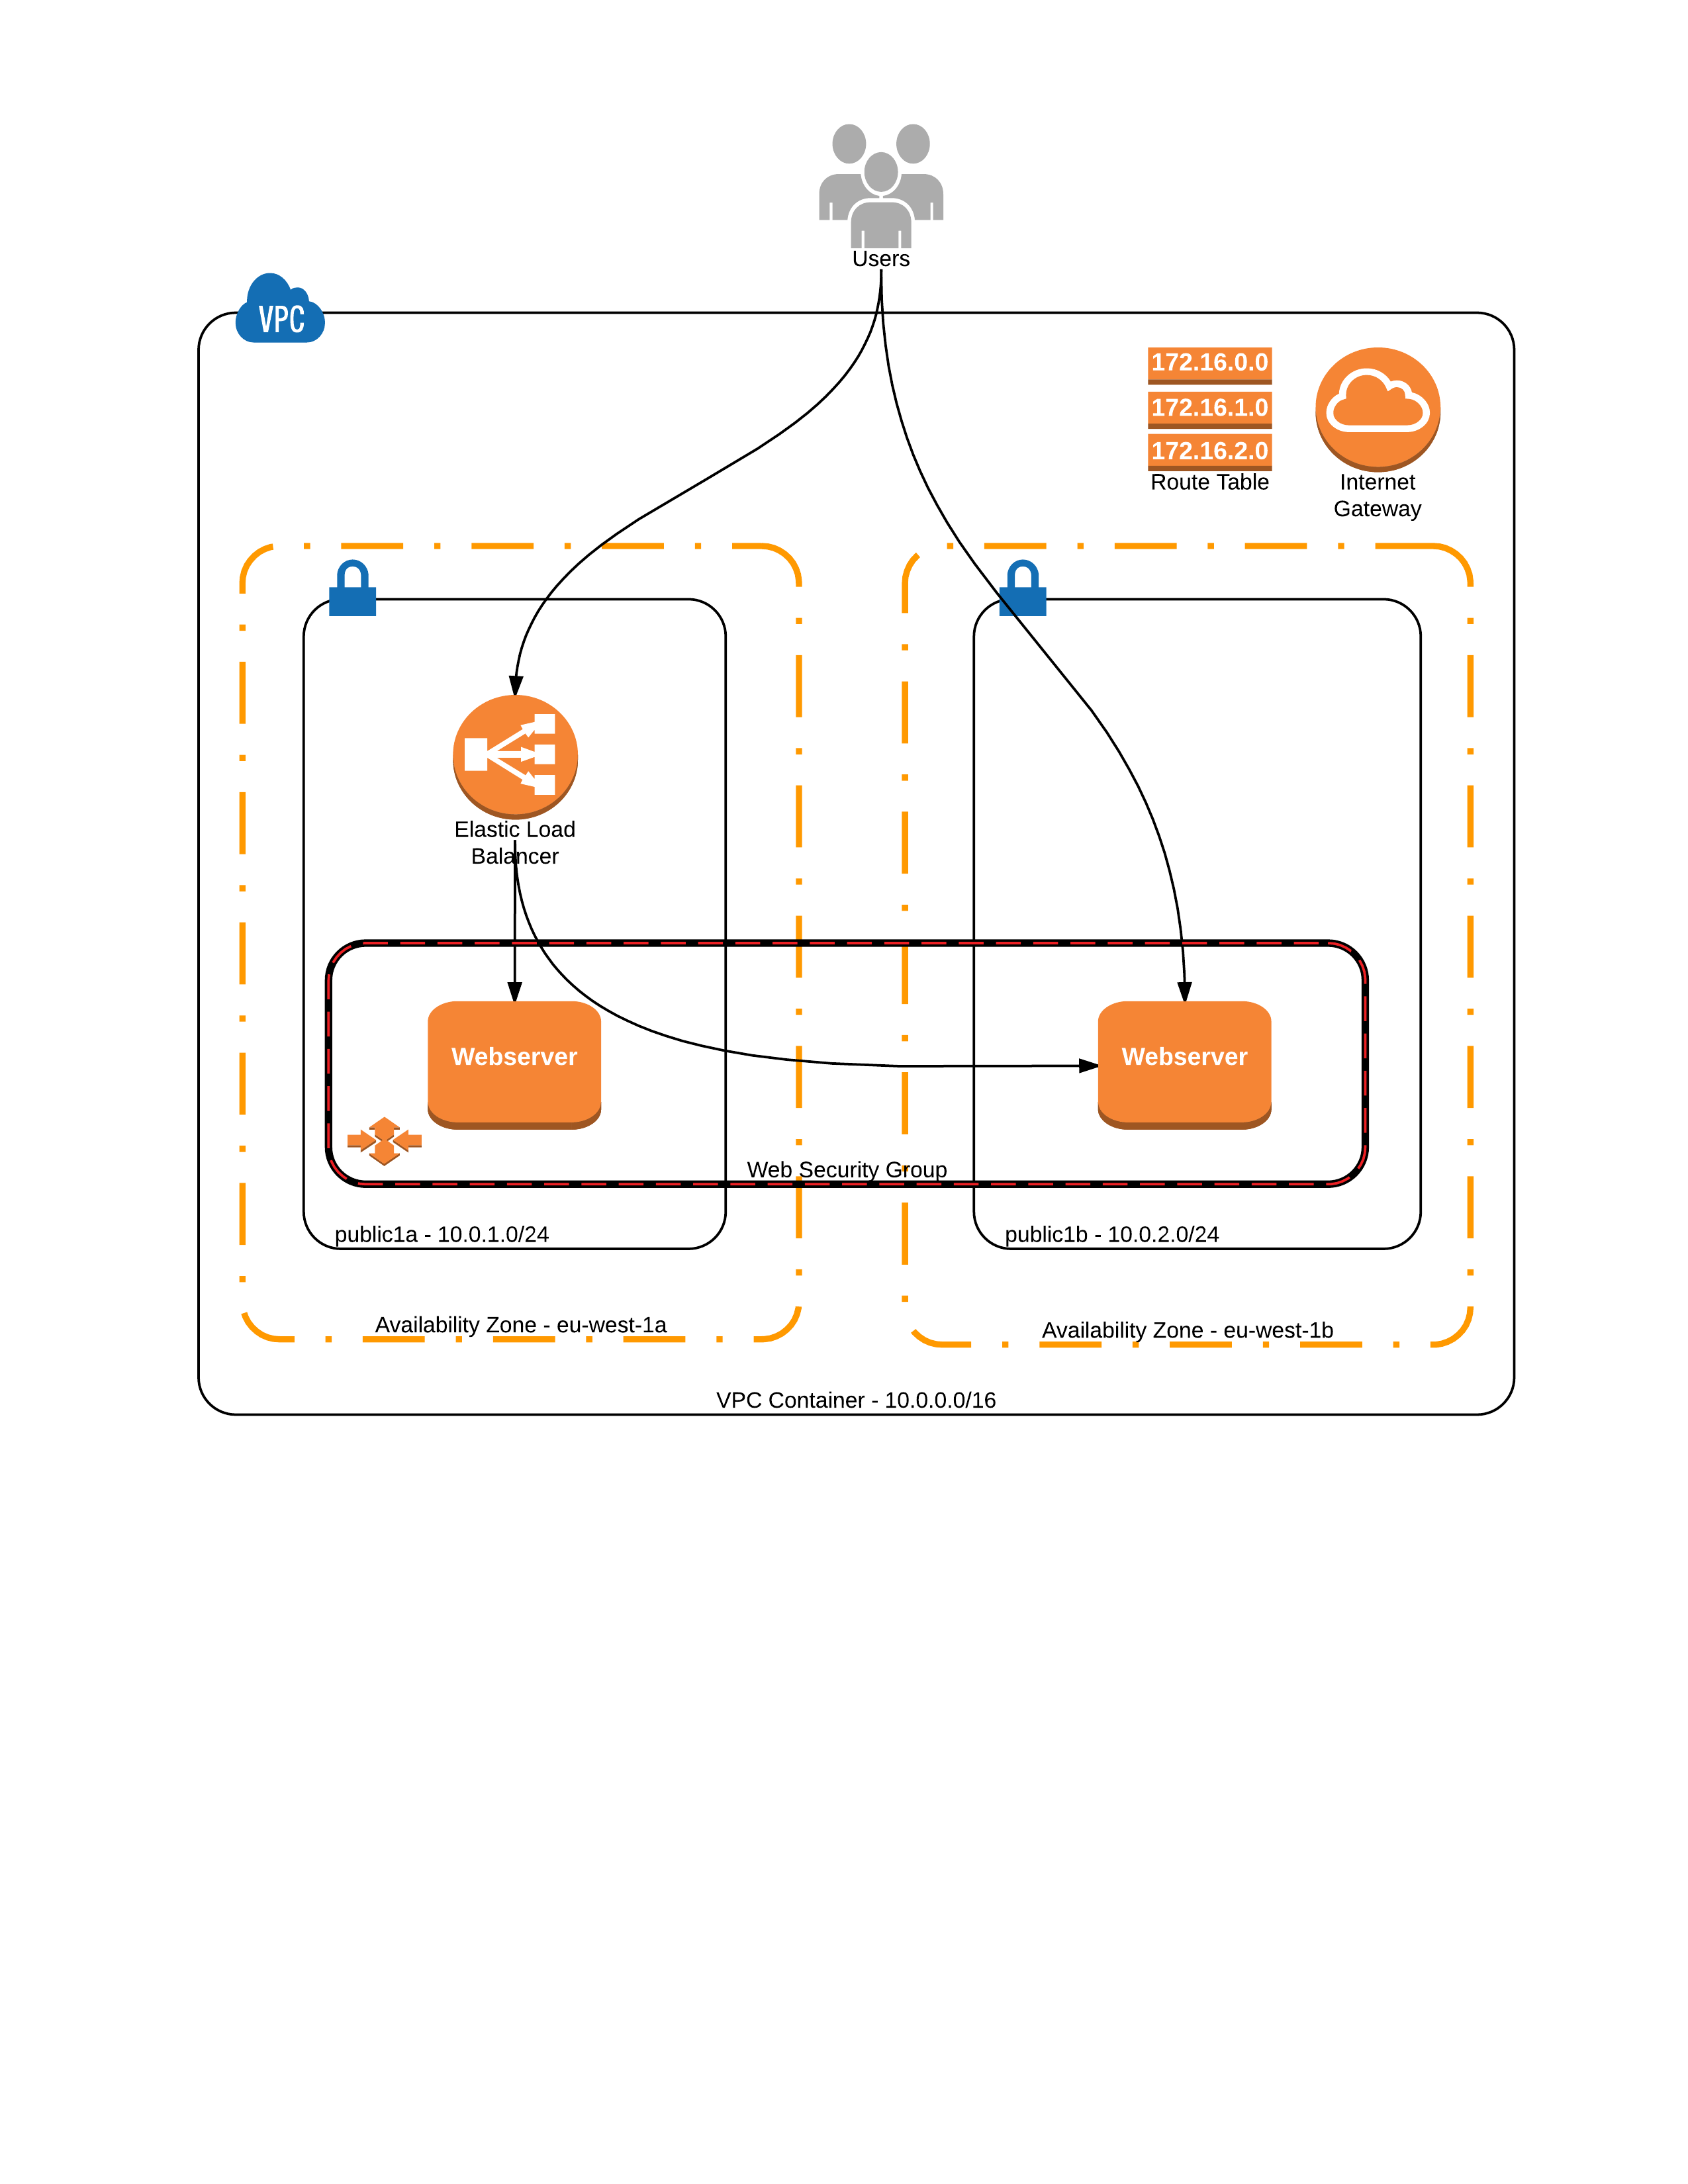 Users
VPC
172.16.0.0
172.16.1.0
172.16.2.0
Route Table
Internet
Gateway
Elastic Load
Balancer
Webserver
Webserver
Web Security Group
public1a - 10.0.1.0/24
public1b - 10.0.2.0/24
Availability Zone - eu-west-1a
Availability Zone - eu-west-1b
VPC Container - 10.0.0.0/16